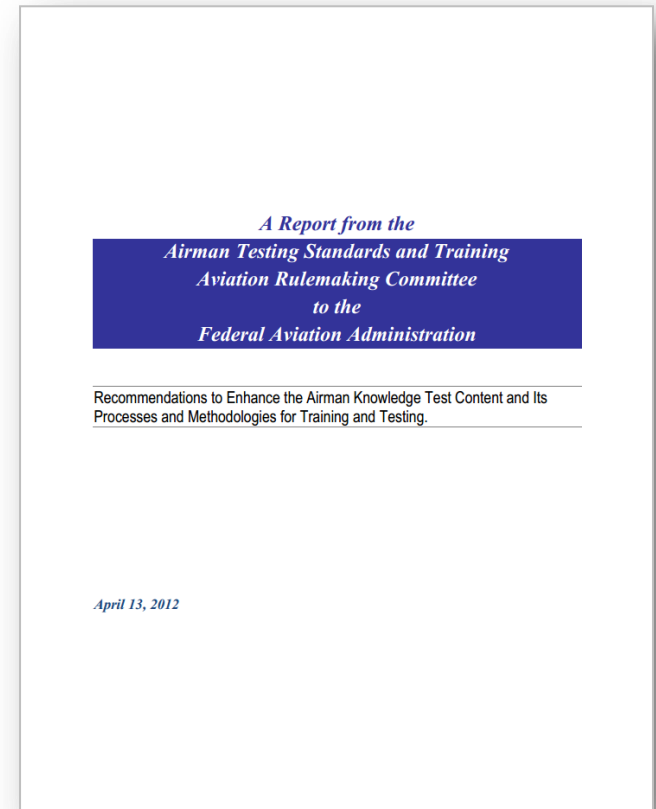 A Report from the
Airman Testing Standards and Training
Aviation Rulemaking Committee
to the
Federal Aviation Administration
Recommendations to Enhance the Airman Knowledge Test Content and Its
Processes and Methodologies for Training and Testing.
April 13, 2012